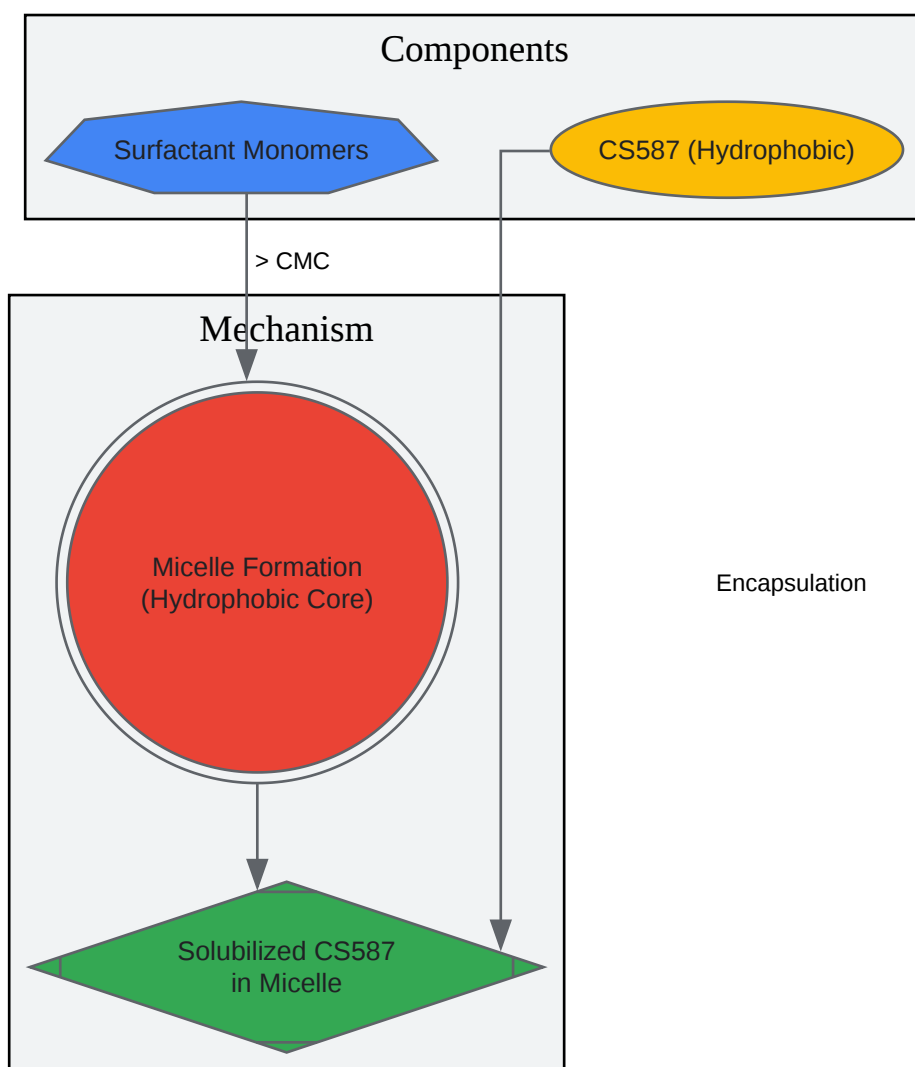 Components
Surfactant Monomers
CS587 (Hydrophobic)
> CMC
Mechanism
Micelle Formation
(Hydrophobic Core)
Encapsulation
Solubilized CS587
in Micelle